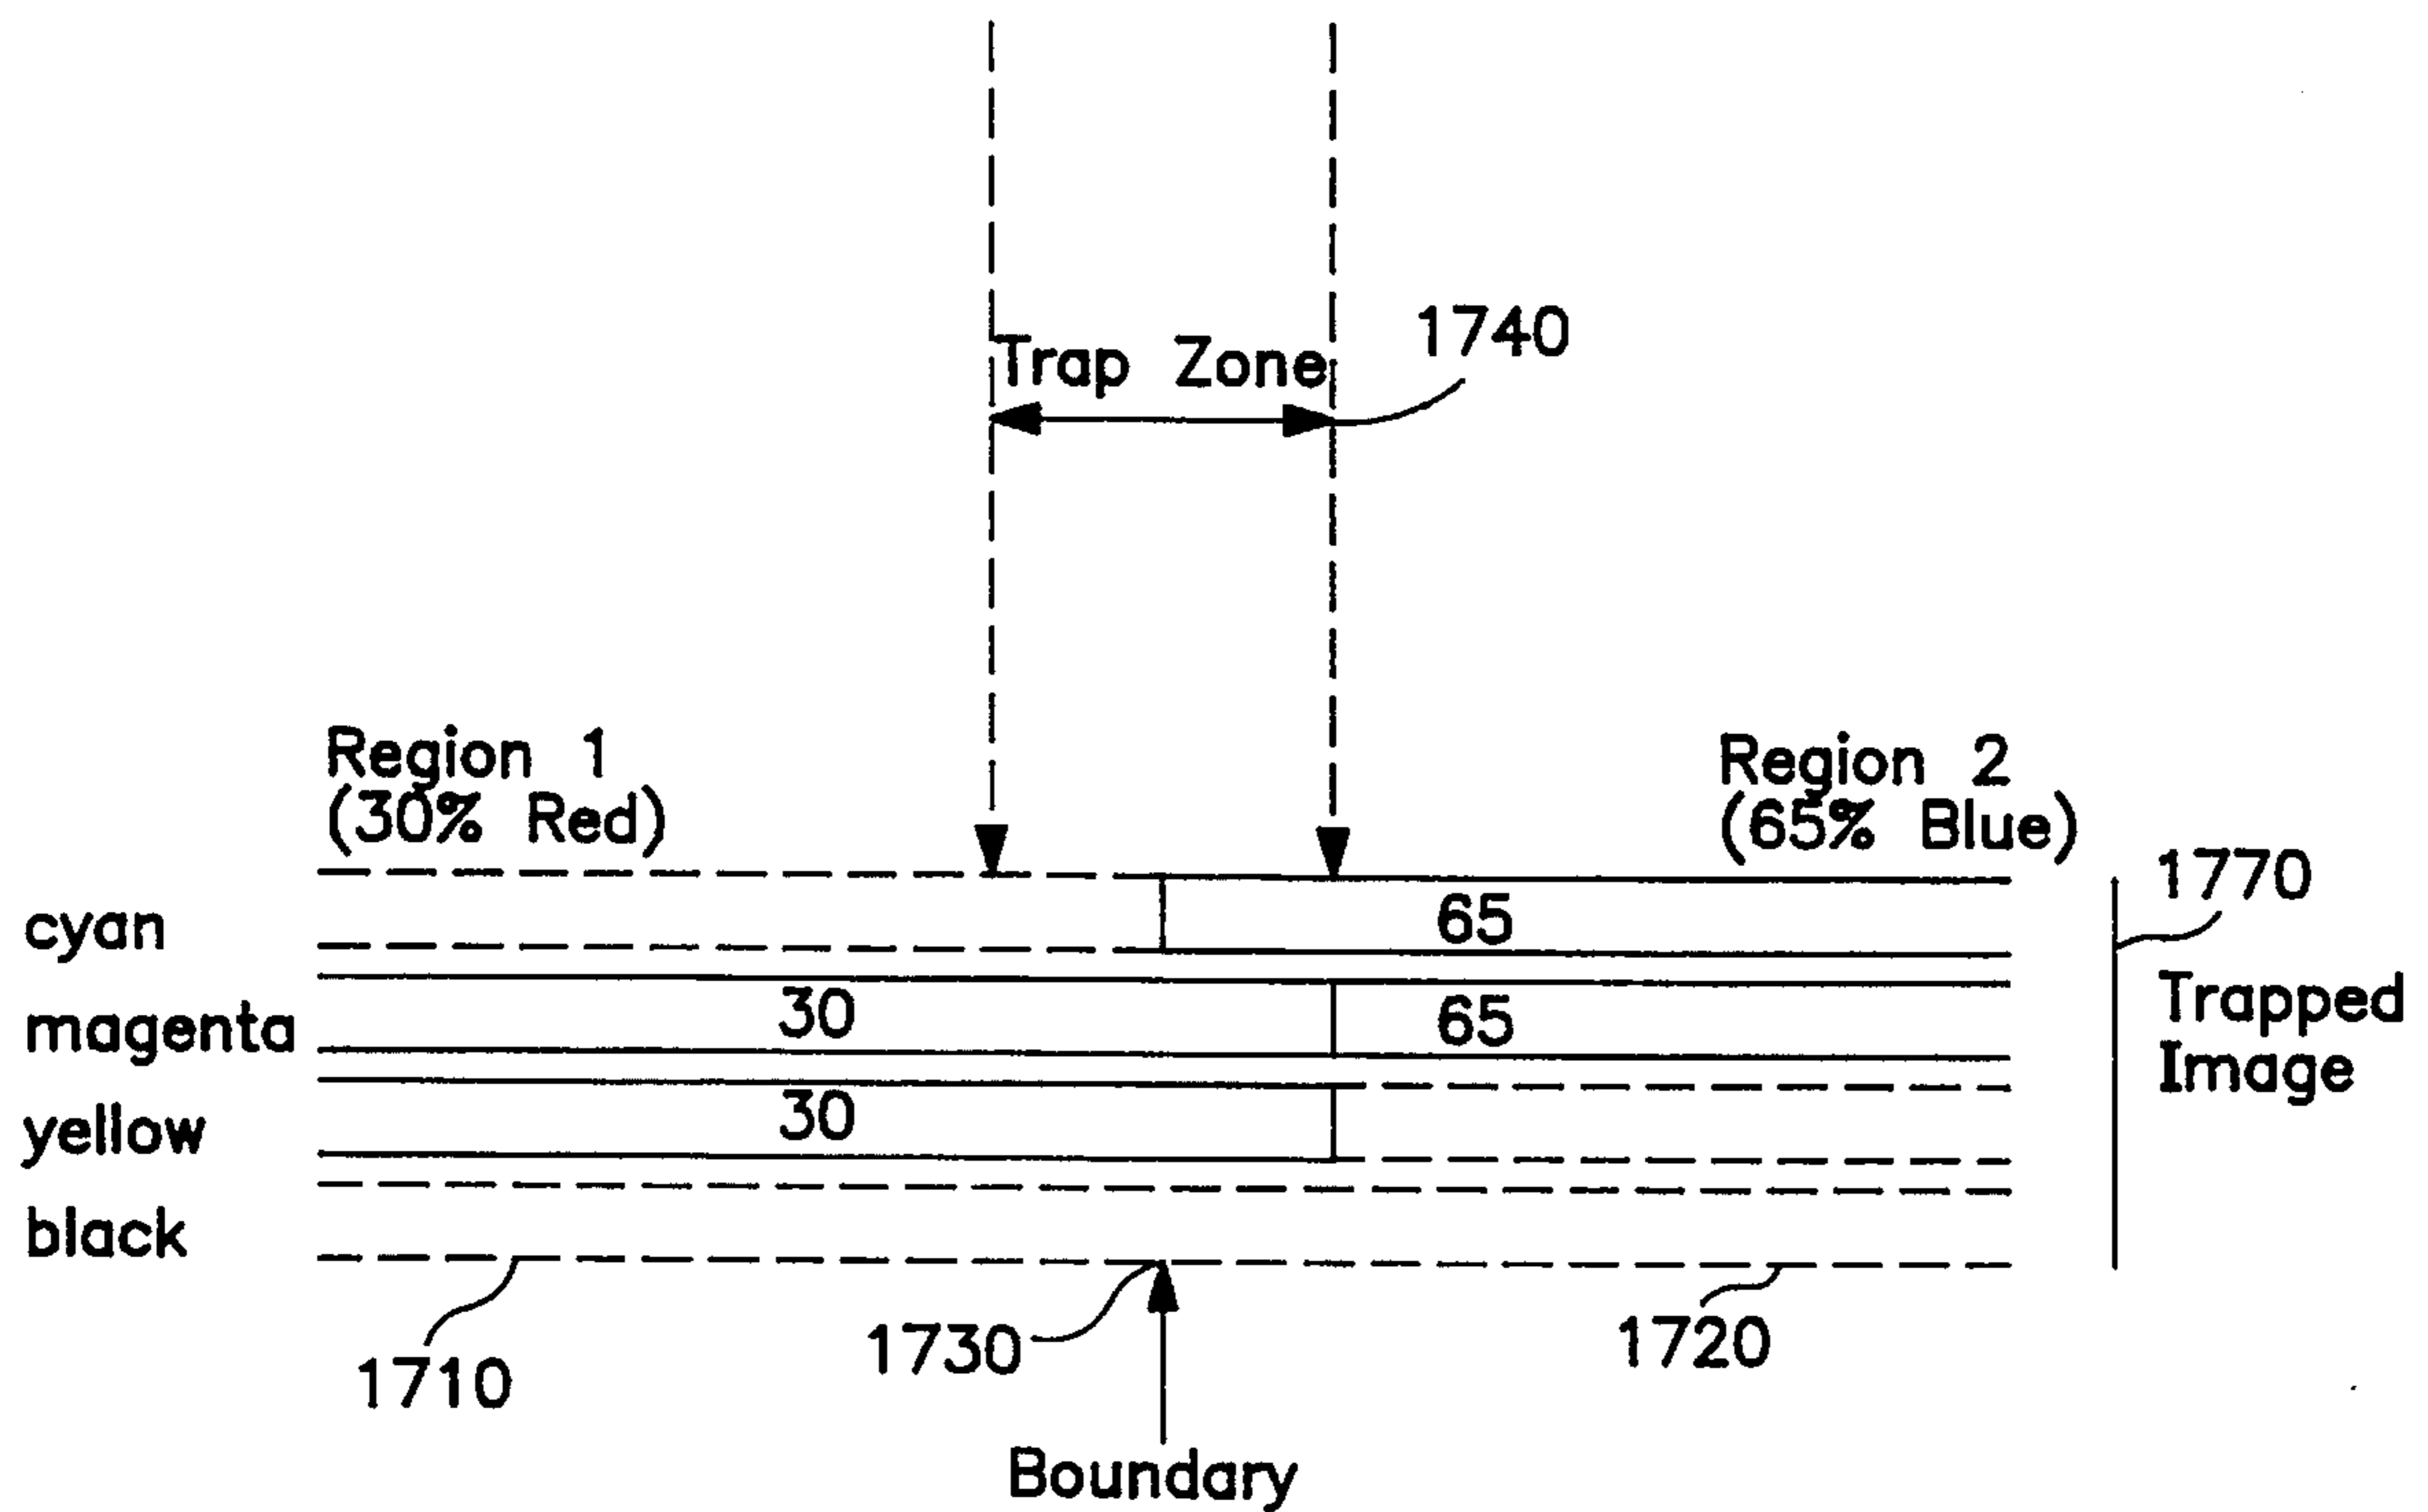 1740
Trap Zone
Region 1
(30% Red)
Region 2
(65% Blue)
1770
cyan
65
Trapped
Image
magenta
30
65
yellow
30
black
1710
1730
1720
Boundary